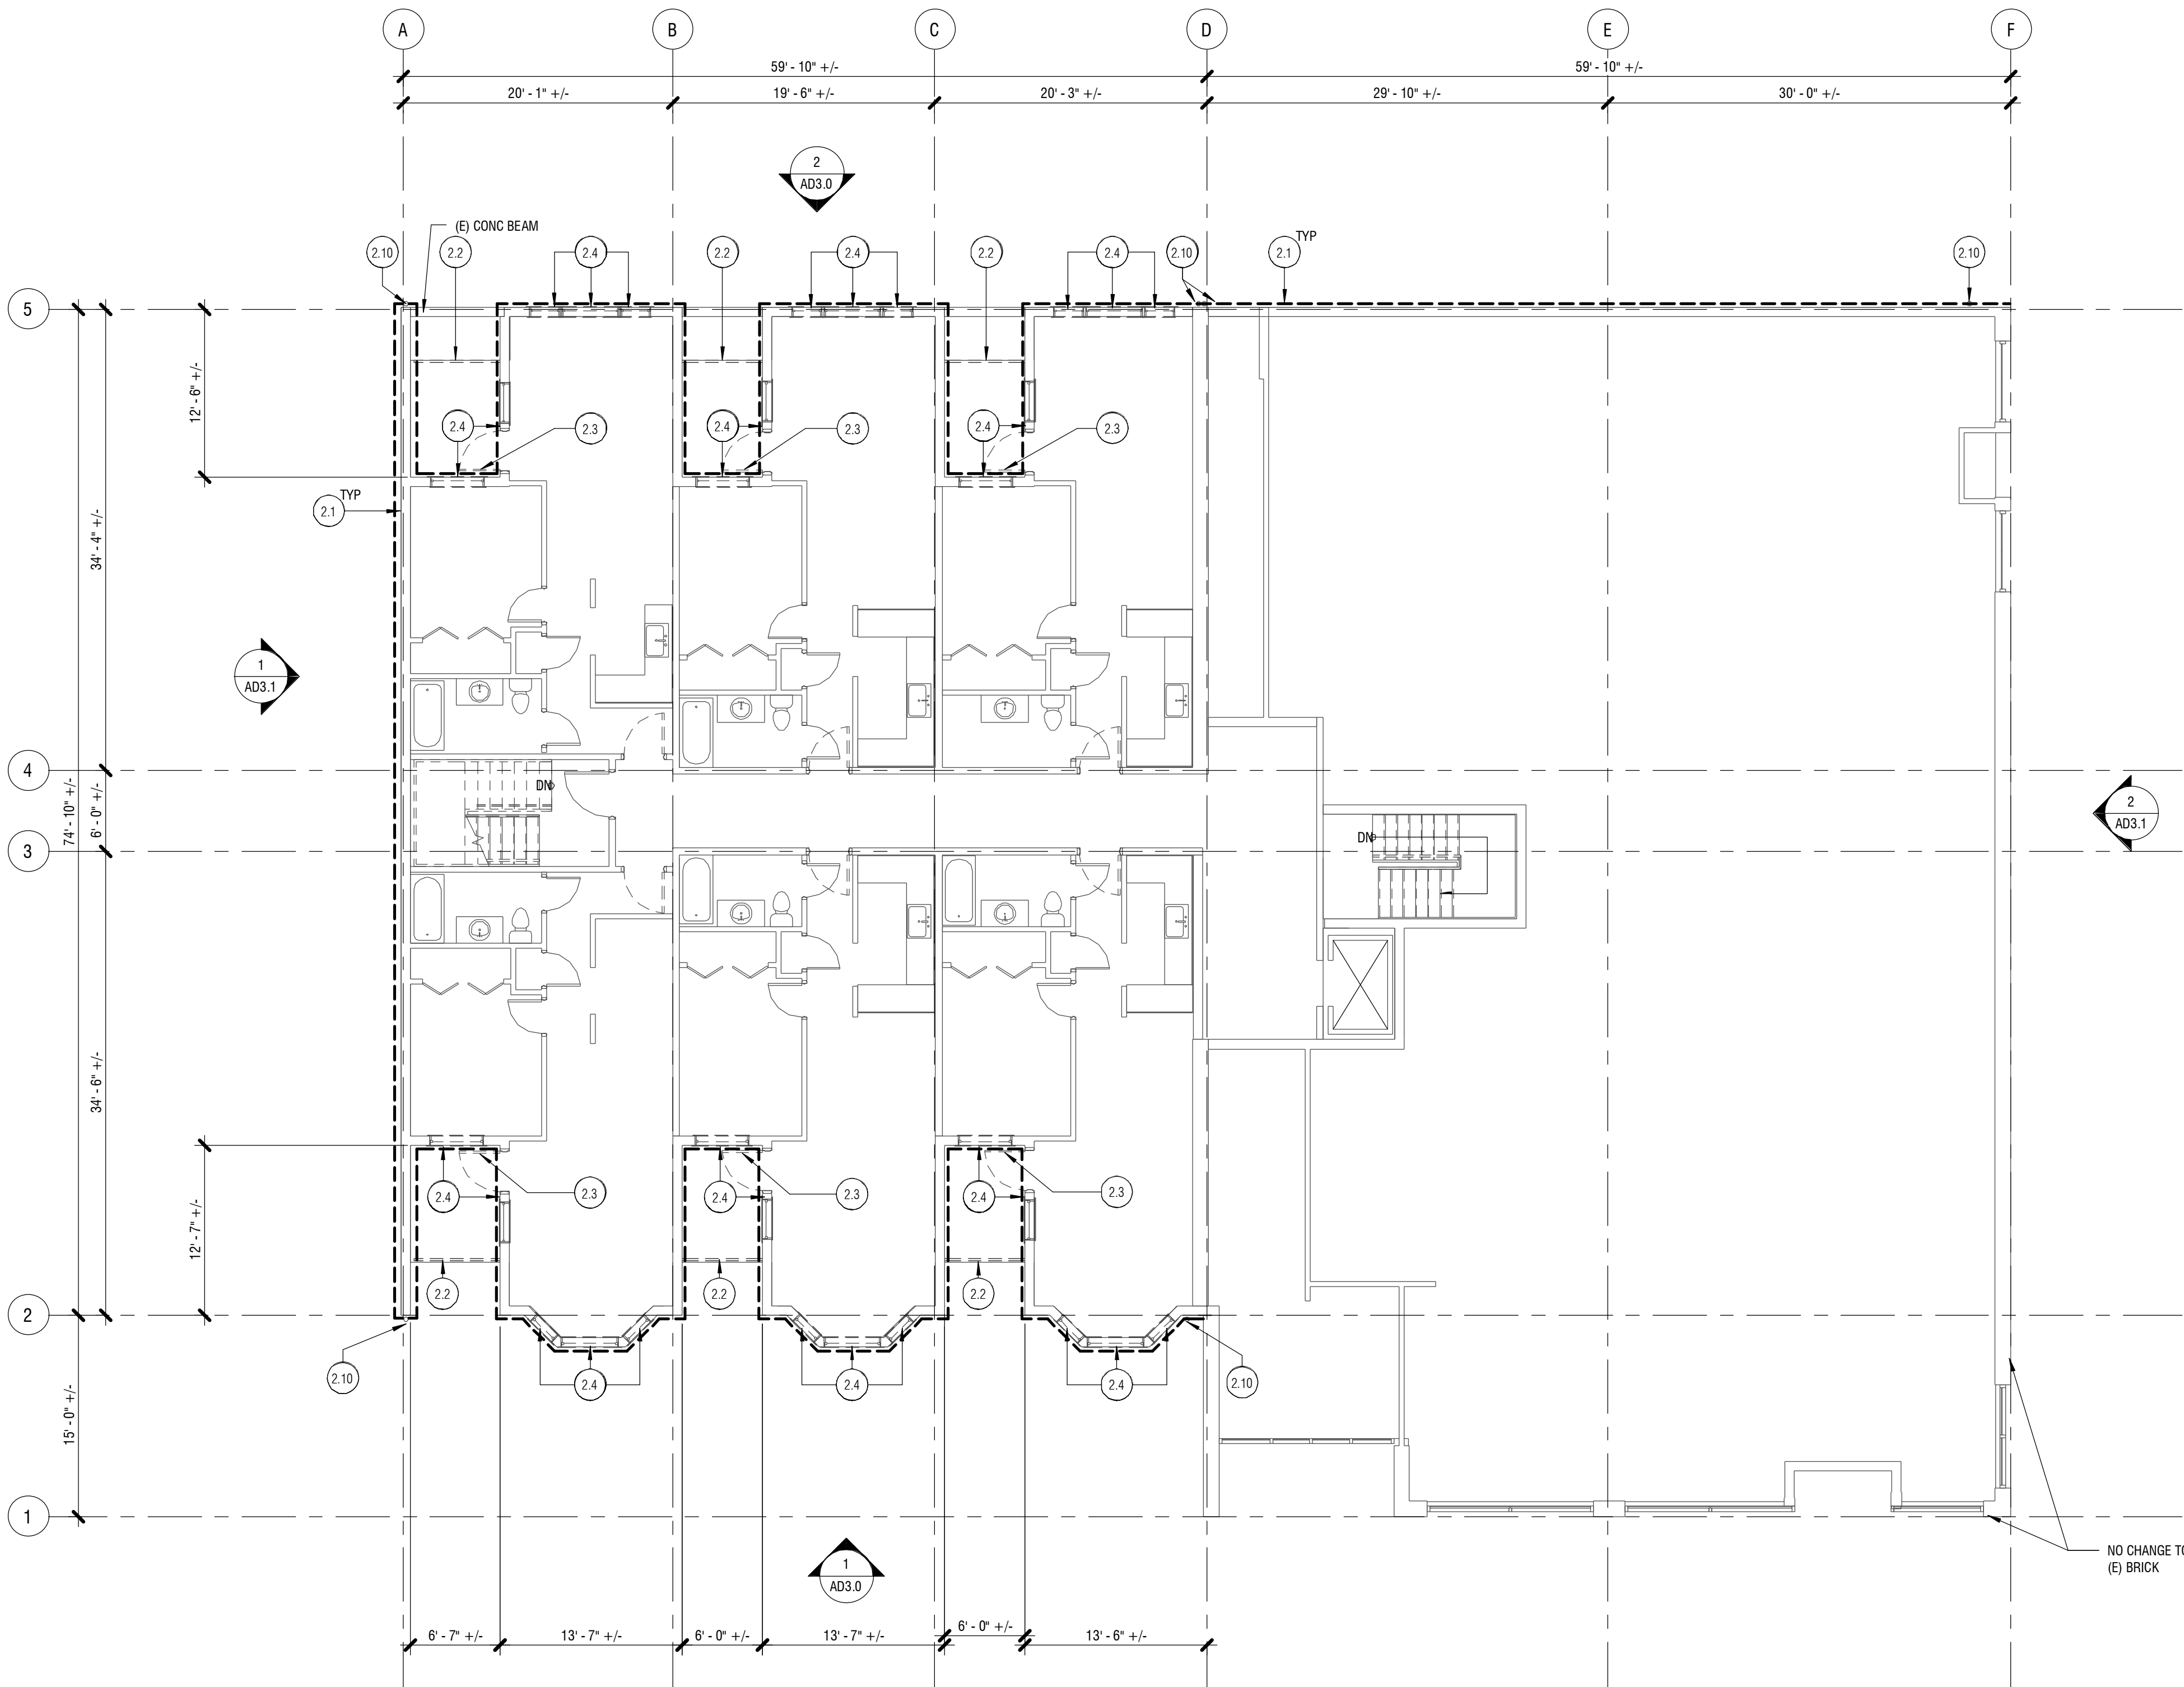 A B C D E F
59' - 10" +/- 59' - 10" +/-
20' - 1" +/- 19' - 6" +/- 20' - 3" +/- 29' - 10" +/- 30' - 0" +/-
2
AD3.0
(E) CONC BEAM
TYP
2.10 2.2 2.4 2.2 2.4 2.2 2.4 2.10 2.1 2.10
5
12' - 6" +/-
2.4 2.3 2.4 2.3 2.4 2.3
TYP
2.1
34' - 4" +/-
1
AD3.1
4
DN
74' - 10" +/-
6' - 0" +/-
2
AD3.1
3
DN
34' - 6" +/-
2.4 2.3 2.4 2.3 2.4 2.3
12' - 7" +/-
2.2 2.2 2.2
2
2.10 2.4 2.4 2.4 2.10
15' - 0" +/-
1
NO CHANGE TO
(E) BRICK
1
AD3.0
6' - 7" +/- 13' - 7" +/- 6' - 0" +/- 13' - 7" +/- 6' - 0" +/- 13' - 6" +/-